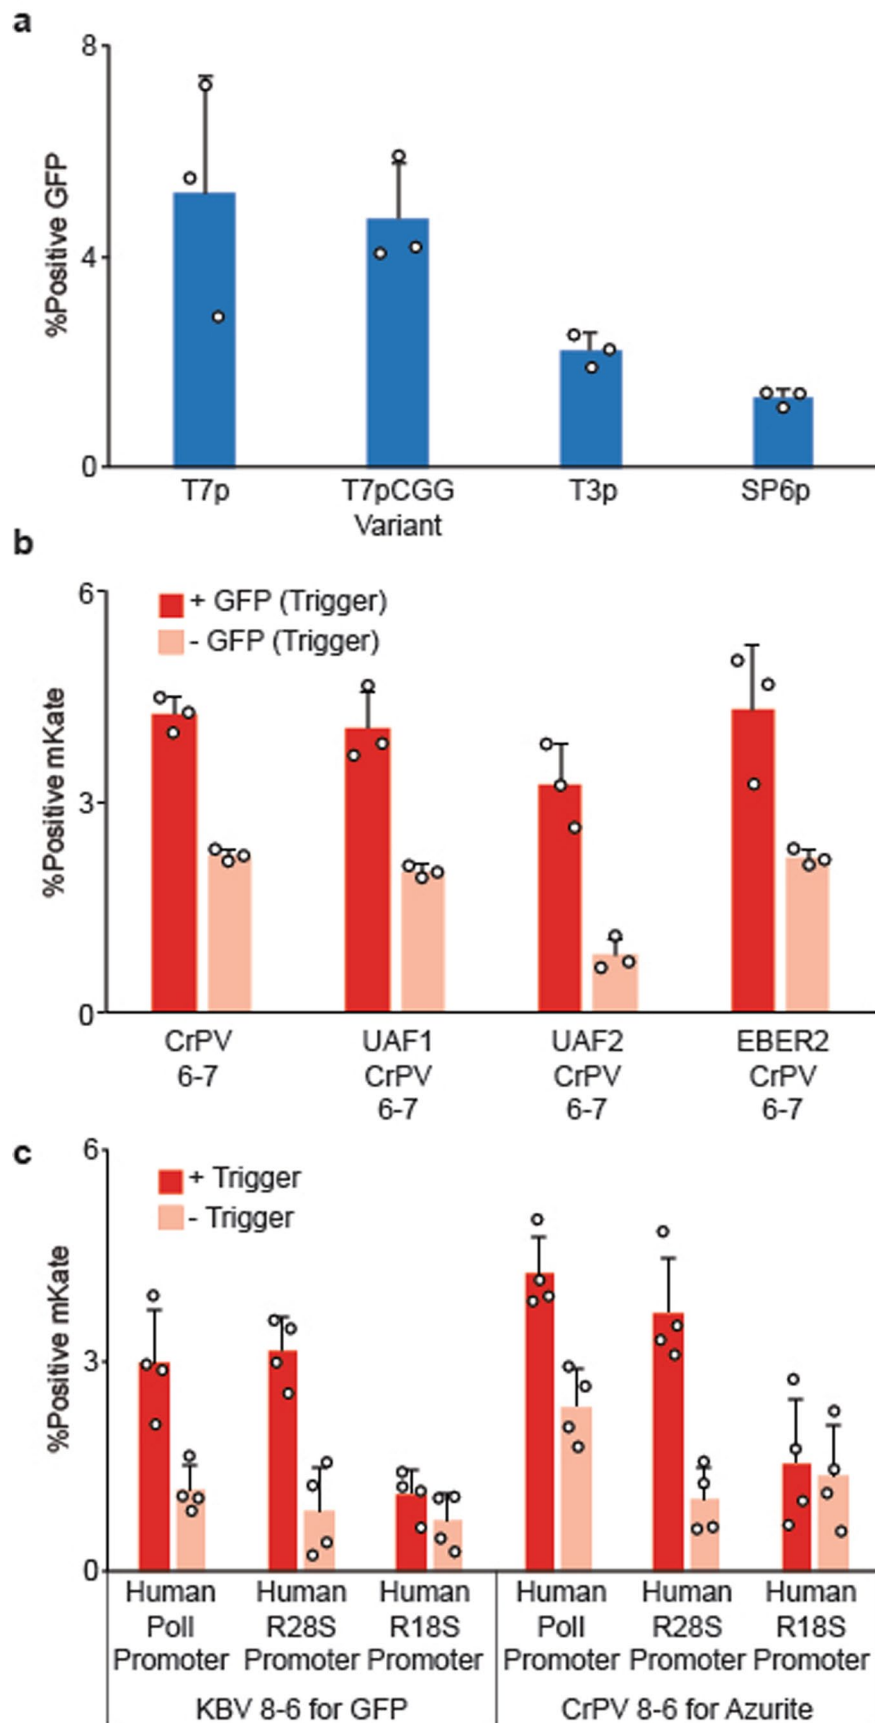 a
8
4
0
%Positive GFP
T7p
T7pCGG
Variant
T3p
SP6p
b
6
3
0
%Positive mKate
+ GFP (Trigger)
- GFP (Trigger)
CrPV
6-7
UAF1
CrPV
6-7
UAF2
CrPV
6-7
EBER2
CrPV
6-7
c
6
3
0
%Positive mKate
+ Trigger
- Trigger
Human
PolI
Promoter
Human
R28S
Promoter
Human
R18S
Promoter
Human
PolI
Promoter
Human
R28S
Promoter
Human
R18S
Promoter
KBV 8-6 for GFP
CrPV 8-6 for Azurite